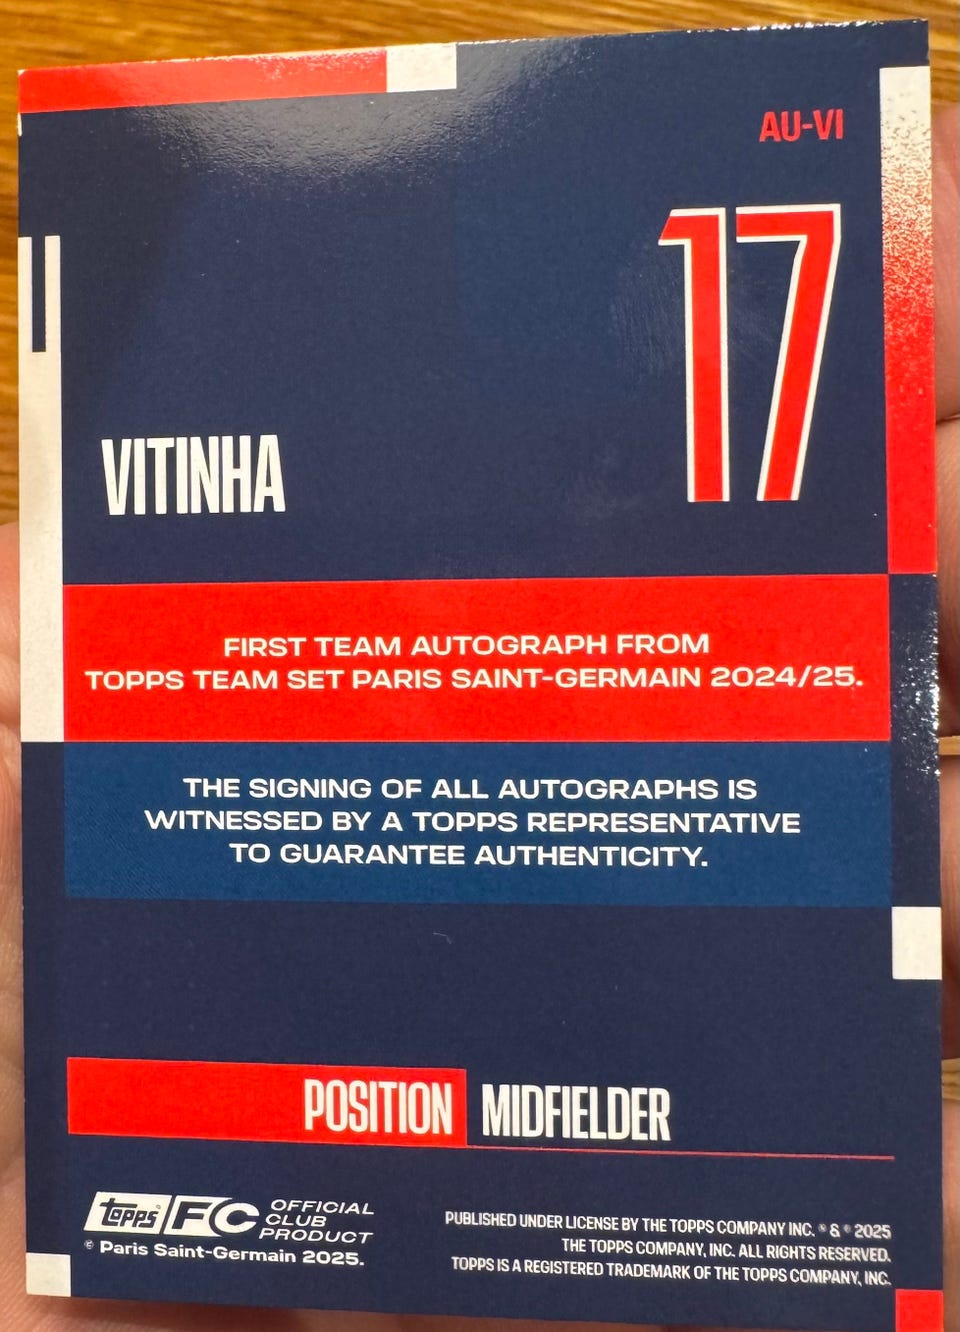 AU-VI
17
VITINHA
FIRST TEAM AUTOGRAPH FROM
TOPPS TEAM SET PARIS SAINT-GERMAIN 2024/25.
THE SIGNING OF ALL AUTOGRAPHS IS
WITNESSED BY A TOPPS REPRESENTATIVE
TO GUARANTEE AUTHENTICITY.
POSITION MIDFIELDER
topps FC OFFICIAL
CLUB
PRODUCT
© Paris Saint-Germain 2025.
PUBLISHED UNDER LICENSE BY THE TOPPS COMPANY INC. ® & © 2025
THE TOPPS COMPANY, INC. ALL RIGHTS RESERVED.
TOPPS IS A REGISTERED TRADEMARK OF THE TOPPS COMPANY, INC.